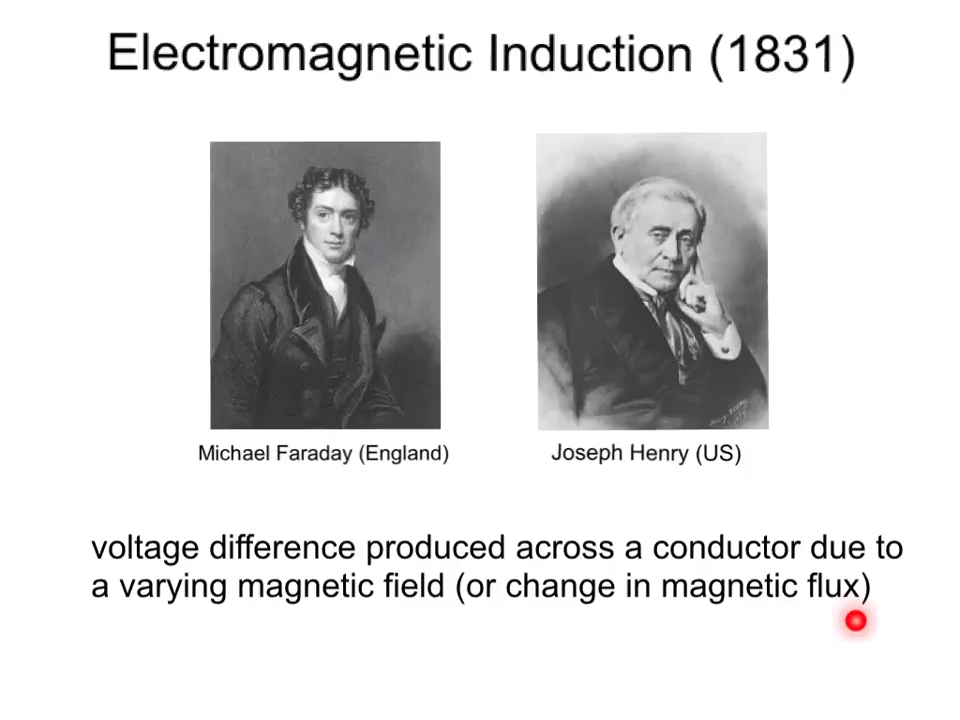 Electromagnetic Induction (1831)
Michael Faraday (England)
Joseph Henry (US)
voltage difference produced across a conductor due to
a varying magnetic field (or change in magnetic flux)